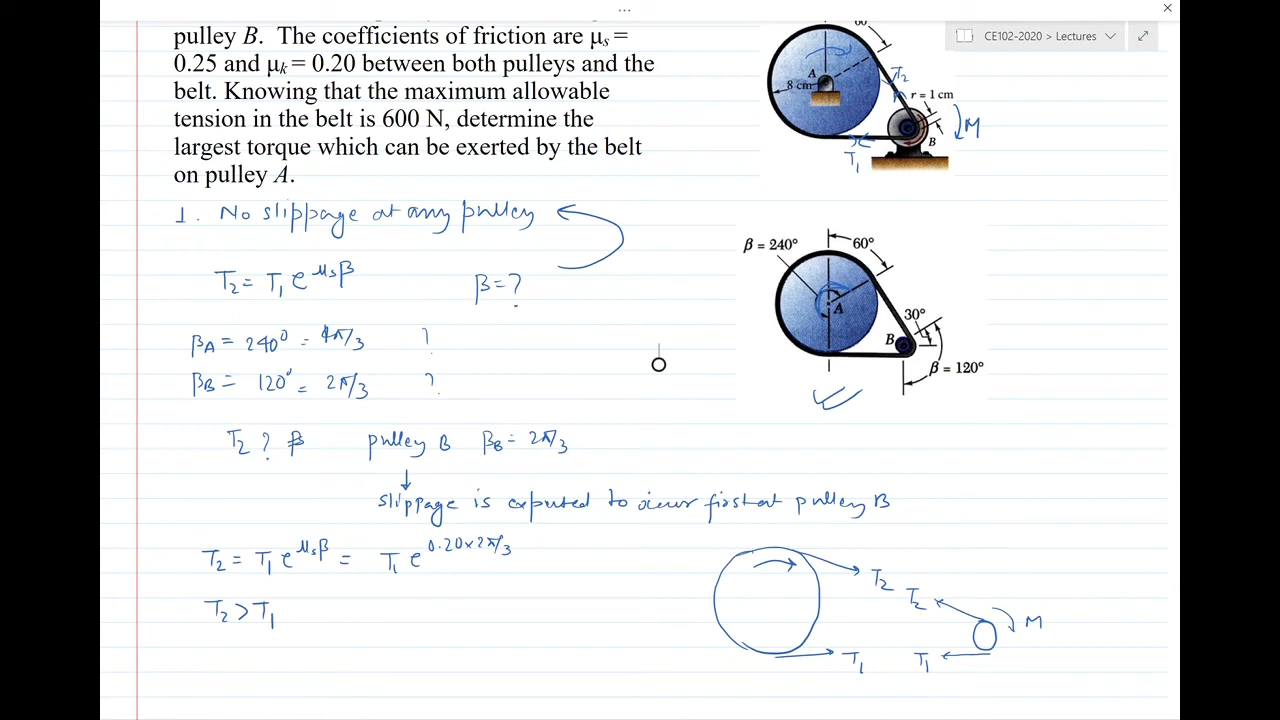 pulley B. The coefficients of friction are μs =
0.25 and μk = 0.20 between both pulleys and the
belt. Knowing that the maximum allowable
tension in the belt is 600 N, determine the
largest torque which can be exerted by the belt
on pulley A.
CE102-2020 > Lectures
60
A
8 cm
T2
r = 1 cm
M
B
T1
1. No slippage at any pulley
T2 = T1 e^μsβ
β = ?
βA = 240° = 4π/3 ?
βB = 120° = 2π/3 ?
β = 240°
60°
A
30°
B
β = 120°
T2 ? β pulley B βB = 2π/3
slippage is expected to occur first at pulley B
T2 = T1 e^μsβ = T1 e^0.20×2π/3
T2 > T1
T2
T2
M
T1
T1